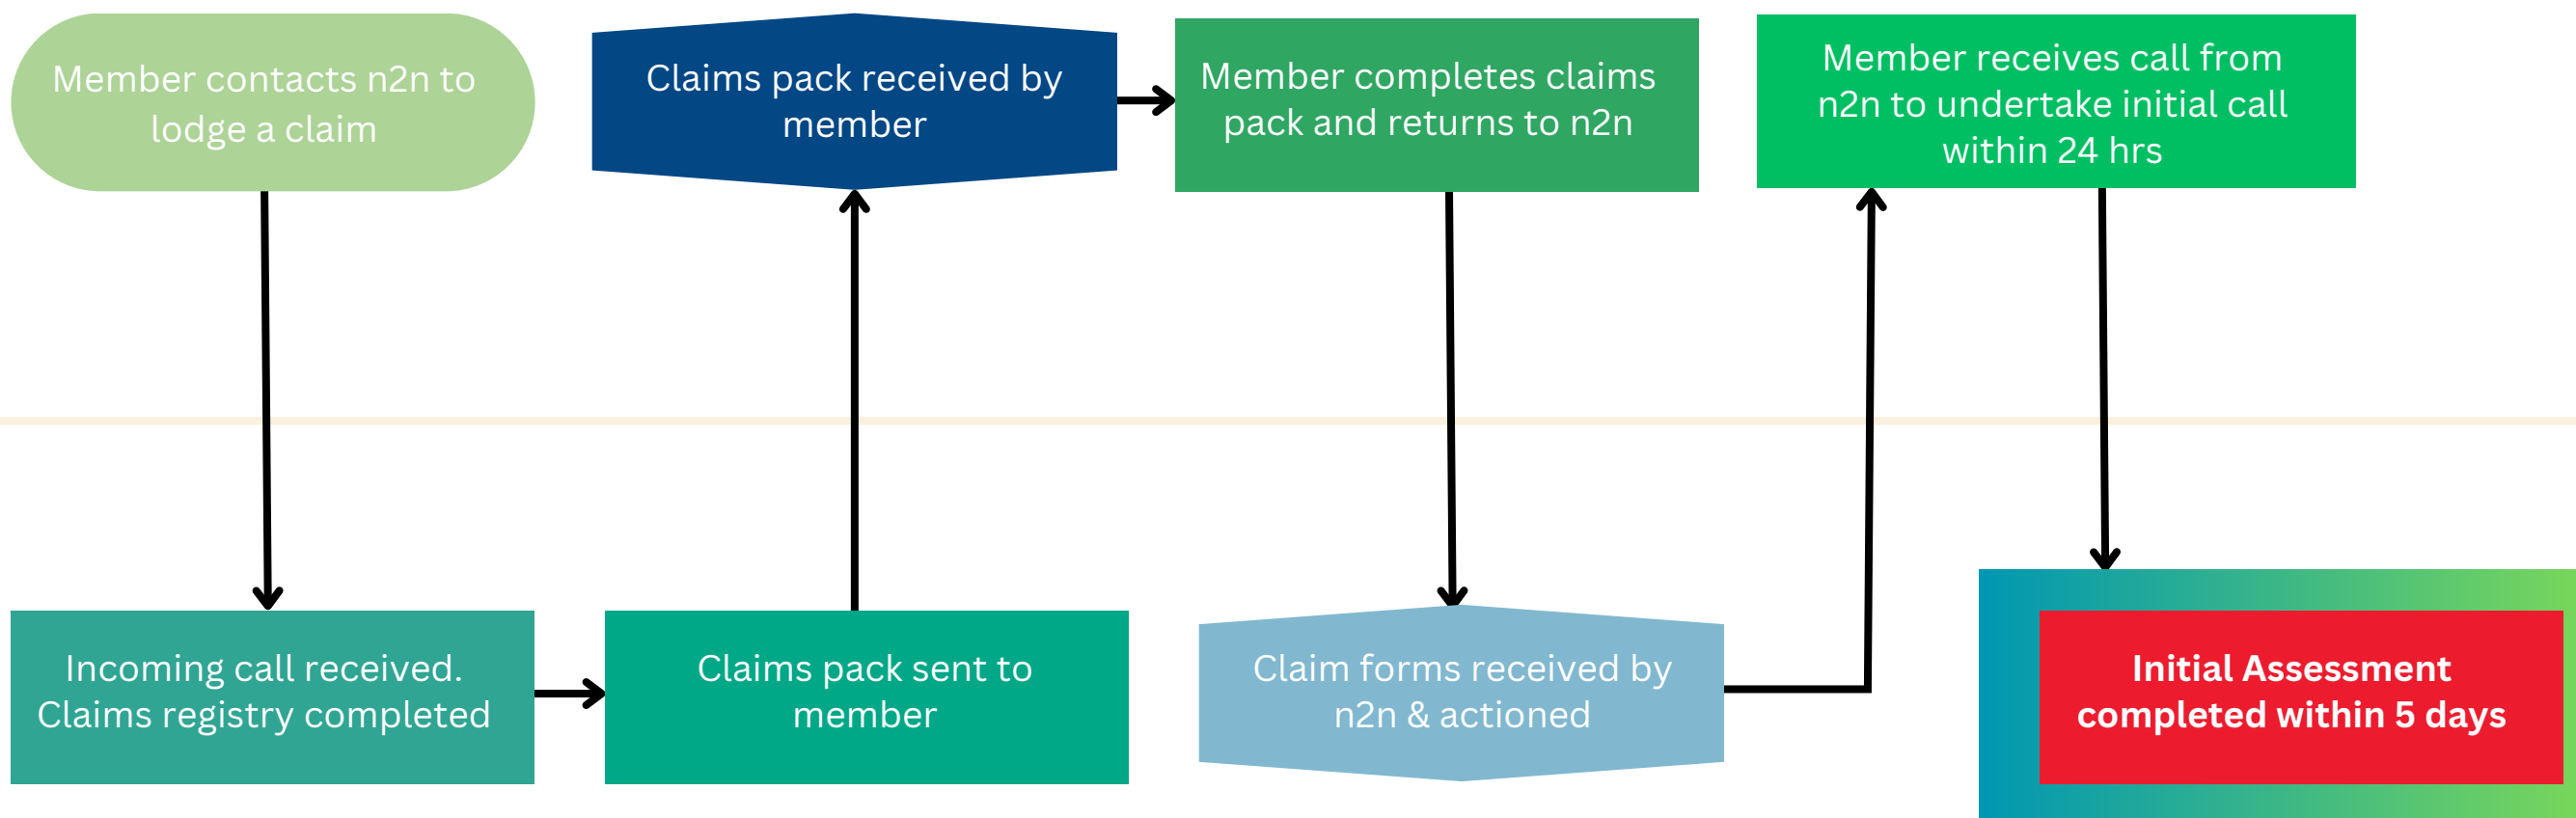 Member contacts n2n to
lodge a claim
Claims pack received by
member
Member completes claims
pack and returns to n2n
Member receives call from
n2n to undertake initial call
within 24 hrs
Incoming call received.
Claims registry completed
Claims pack sent to
member
Claim forms received by
n2n & actioned
Initial Assessment
completed within 5 days